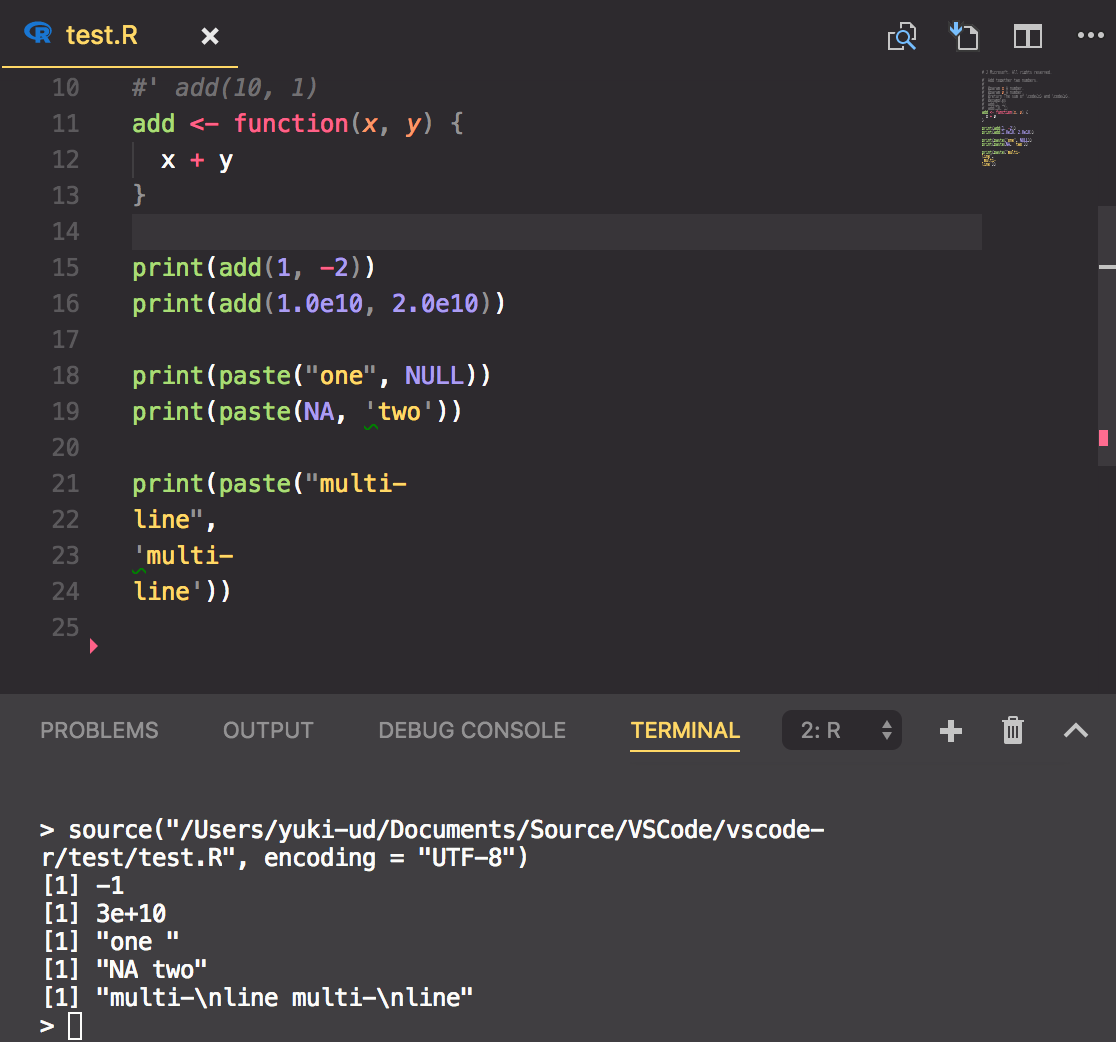 test.R
10 #' add(10, 1)
11 add <- function(x, y) {
12   x + y
13 }
14
15 print(add(1, -2))
16 print(add(1.0e10, 2.0e10))
17
18 print(paste("one", NULL))
19 print(paste(NA, 'two'))
20
21 print(paste("multi-
22 line",
23 'multi-
24 line'))
25
PROBLEMS OUTPUT DEBUG CONSOLE TERMINAL 2: R
> source("/Users/yuki-ud/Documents/Source/VSCode/vscode-
r/test/test.R", encoding = "UTF-8")
[1] -1
[1] 3e+10
[1] "one "
[1] "NA two"
[1] "multi-\nline multi-\nline"
>